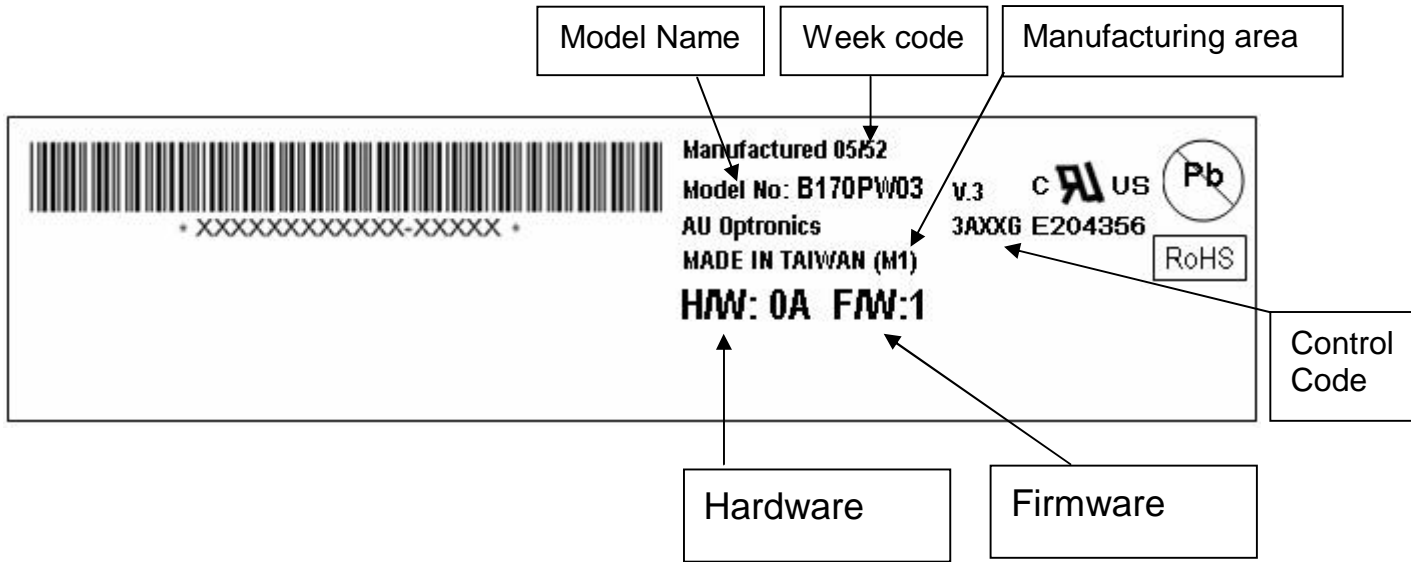 Model Name
Week code
Manufacturing area
Manufactured 05/52
Model No: B170PW03 V.3
C RU US
Pb
AU Optronics 3AXXG E204356
* XXXXXXXXXXXX-XXXXX *
MADE IN TAIWAN (M1)
RoHS
H/W: 0A F/W:1
Control
Code
Hardware
Firmware